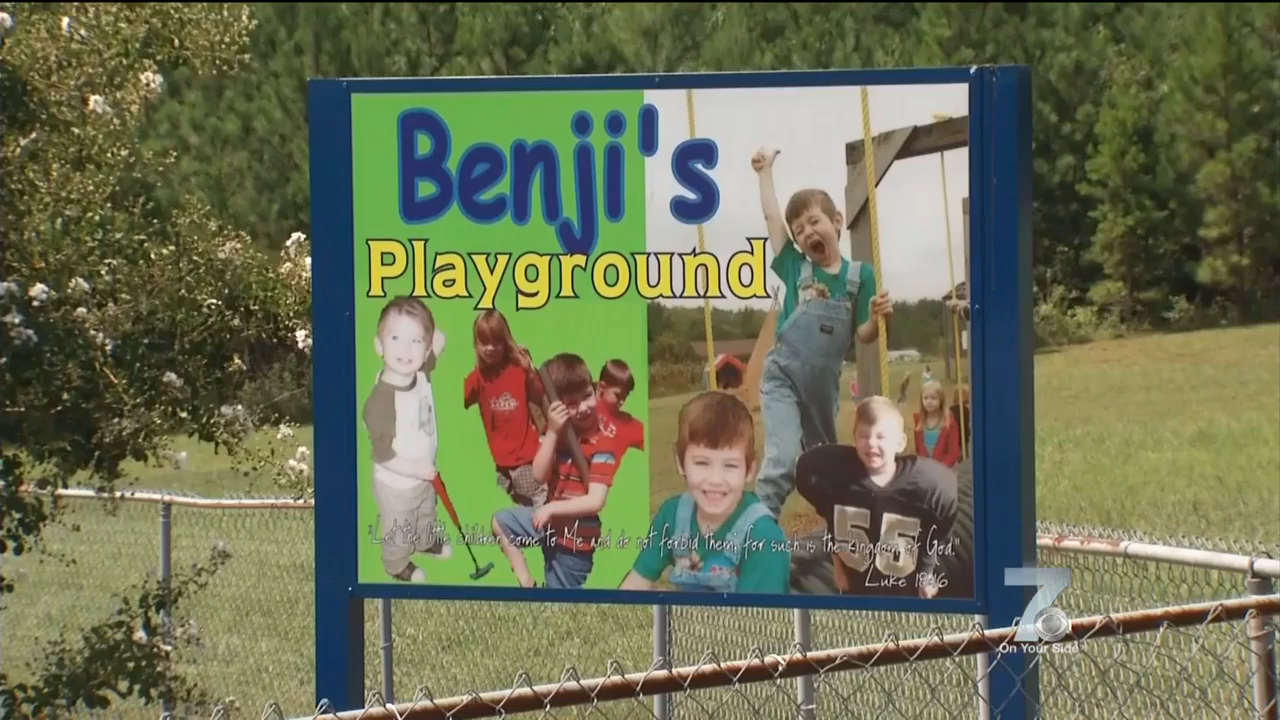 Benji's
Playground
"Let the little children come to Me and do not forbid them; for such is the kingdom of God."
Luke 18:16
55
7
On Your Side